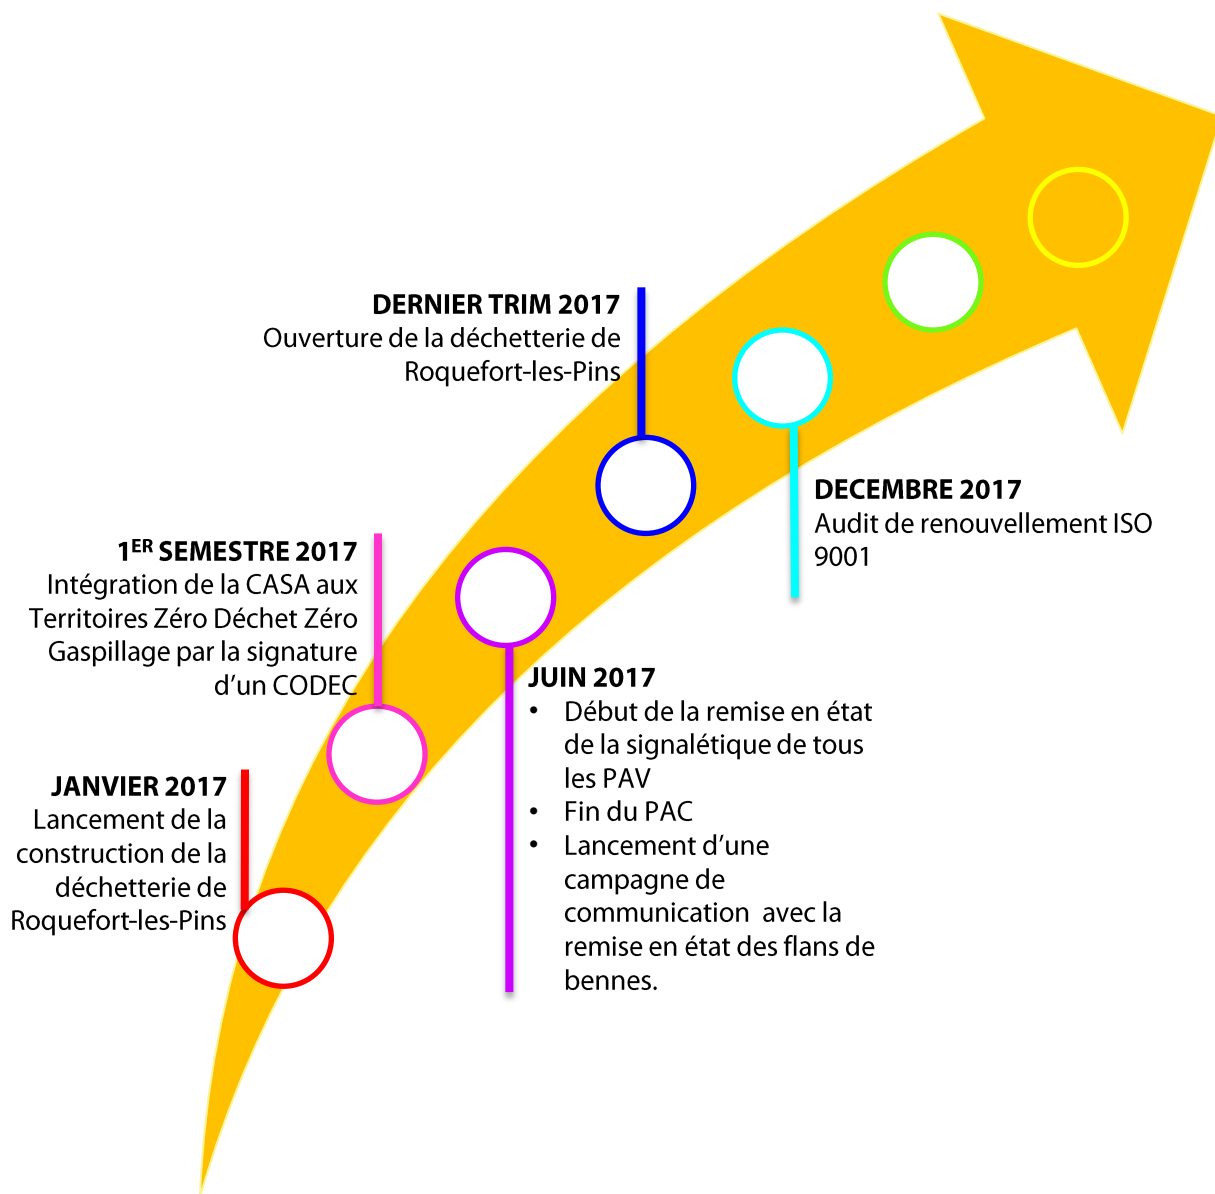 DERNIER TRIM 2017
Ouverture de la déchetterie de
Roquefort-les-Pins
DECEMBRE 2017
Audit de renouvellement ISO
9001
1ER SEMESTRE 2017
Intégration de la CASA aux
Territoires Zéro Déchet Zéro
Gaspillage par la signature
d’un CODEC
JUIN 2017
• Début de la remise en état
de la signalétique de tous
les PAV
• Fin du PAC
• Lancement d’une
campagne de
communication  avec la
remise en état des flans de
bennes.
JANVIER 2017
Lancement de la
construction de la
déchetterie de
Roquefort-les-Pins